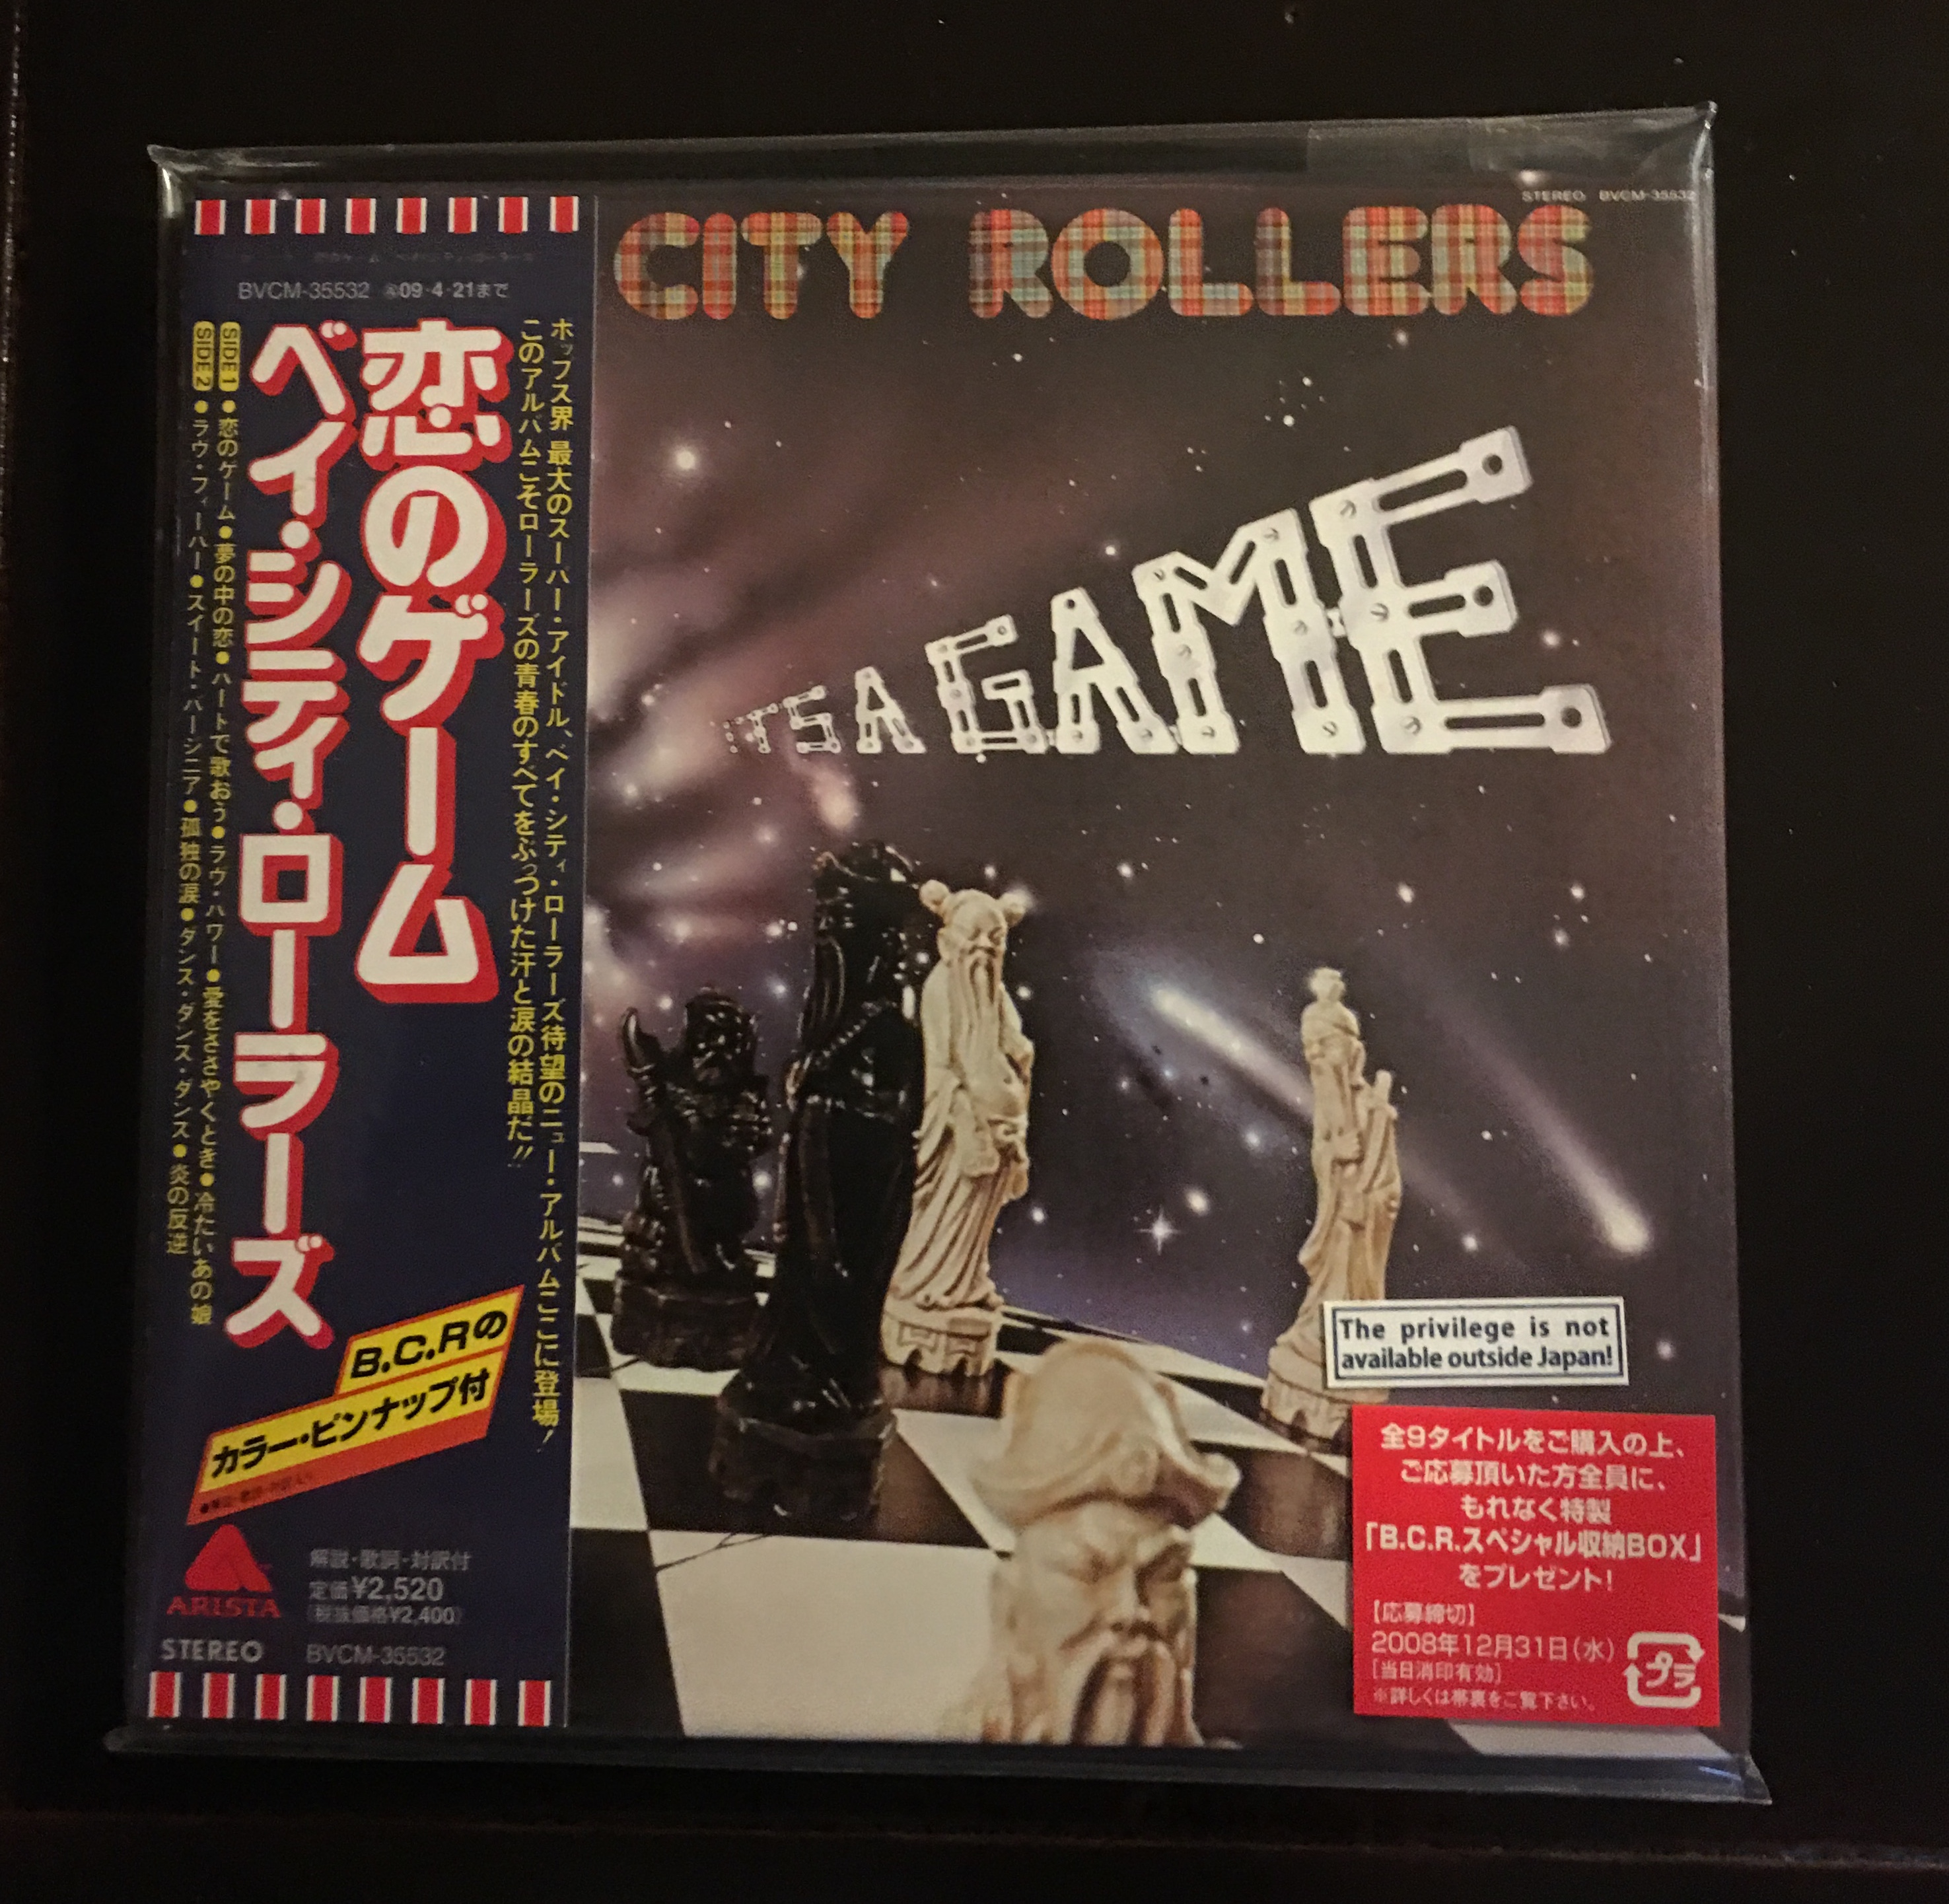 STEREO BVCM-35532
CITY ROLLERS
IT'S A GAME
BVCM-35532 Ⓐ09・4・21まで
ポップス界 最大のスーパー・アイドル、ベイ・シティ・ローラーズ待望のニュー・アルバムここに登場!
このアルバムこそローラーズの青春のすべてをぶっつけた汗と涙の結晶だ!!
恋のゲーム
ベイ・シティ・ローラーズ
SIDE 1 ●恋のゲーム●夢の中の恋●ハートで歌おう●ラヴ・パワー●愛をささやくとき●冷たいあの娘
SIDE 2 ●ラヴ・フィーバー●スイート・バージニア●孤独の涙●ダンス・ダンス・ダンス●炎の反逆
B.C.Rの
カラー・ピンナップ付
ARISTA
解説・歌詞・対訳付
定価¥2,520
(税抜価格¥2,400)
STEREO BVCM-35532
The privilege is not
available outside Japan!
全9タイトルをご購入の上、
ご応募頂いた方全員に、
もれなく特製
「B.C.R.スペシャル収納BOX」
をプレゼント!
【応募締切】
2008年12月31日(水)
[当日消印有効]
※詳しくは帯裏をご覧下さい。
プラ